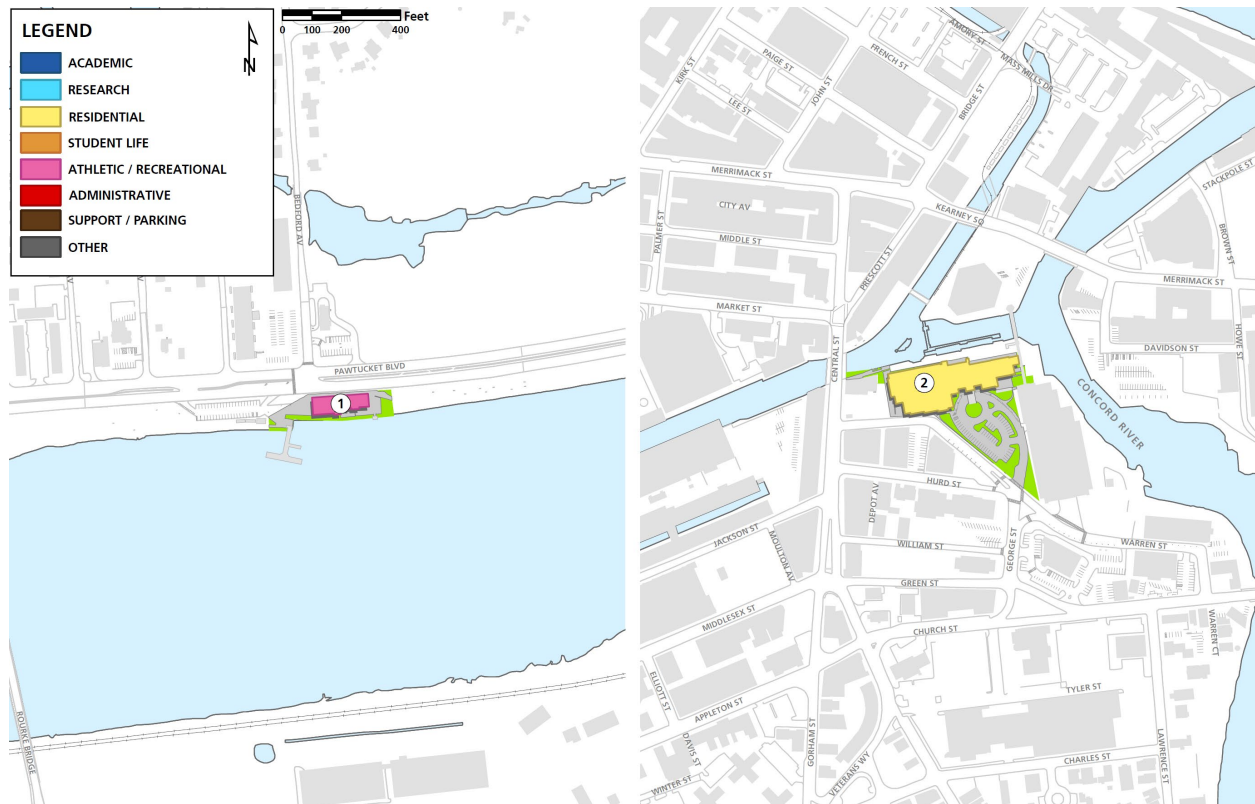 LEGEND
ACADEMIC
RESEARCH
RESIDENTIAL
STUDENT LIFE
ATHLETIC / RECREATIONAL
ADMINISTRATIVE
SUPPORT / PARKING
OTHER
N
Feet
0 100 200 400
BEDFORD AV
AV
AV
PAWTUCKET BLVD
1
ROURKE BRIDGE
AMORY ST
MASS MILLS DR
PAIGE ST
FRENCH ST
KIRK ST
JOHN ST
BRIDGE ST
LEE ST
MERRIMACK ST
STACKPOLE ST
CITY AV
KEARNEY SQ
PALMER ST
MIDDLE ST
BROWN ST
PRESCOTT ST
MERRIMACK ST
MARKET ST
HOWE ST
CENTRAL ST
DAVIDSON ST
2
CONCORD RIVER
HURD ST
DEPOT AV
JACKSON ST
MOULTON AV
WILLIAM ST
GEORGE ST
WARREN ST
GREEN ST
MIDDLESEX ST
CHURCH ST
WARREN CT
ELLIOTT ST
TYLER ST
APPLETON ST
GORHAM ST
DAVIS ST
LAWRENCE ST
VETERANS WY
CHARLES ST
WINTER ST